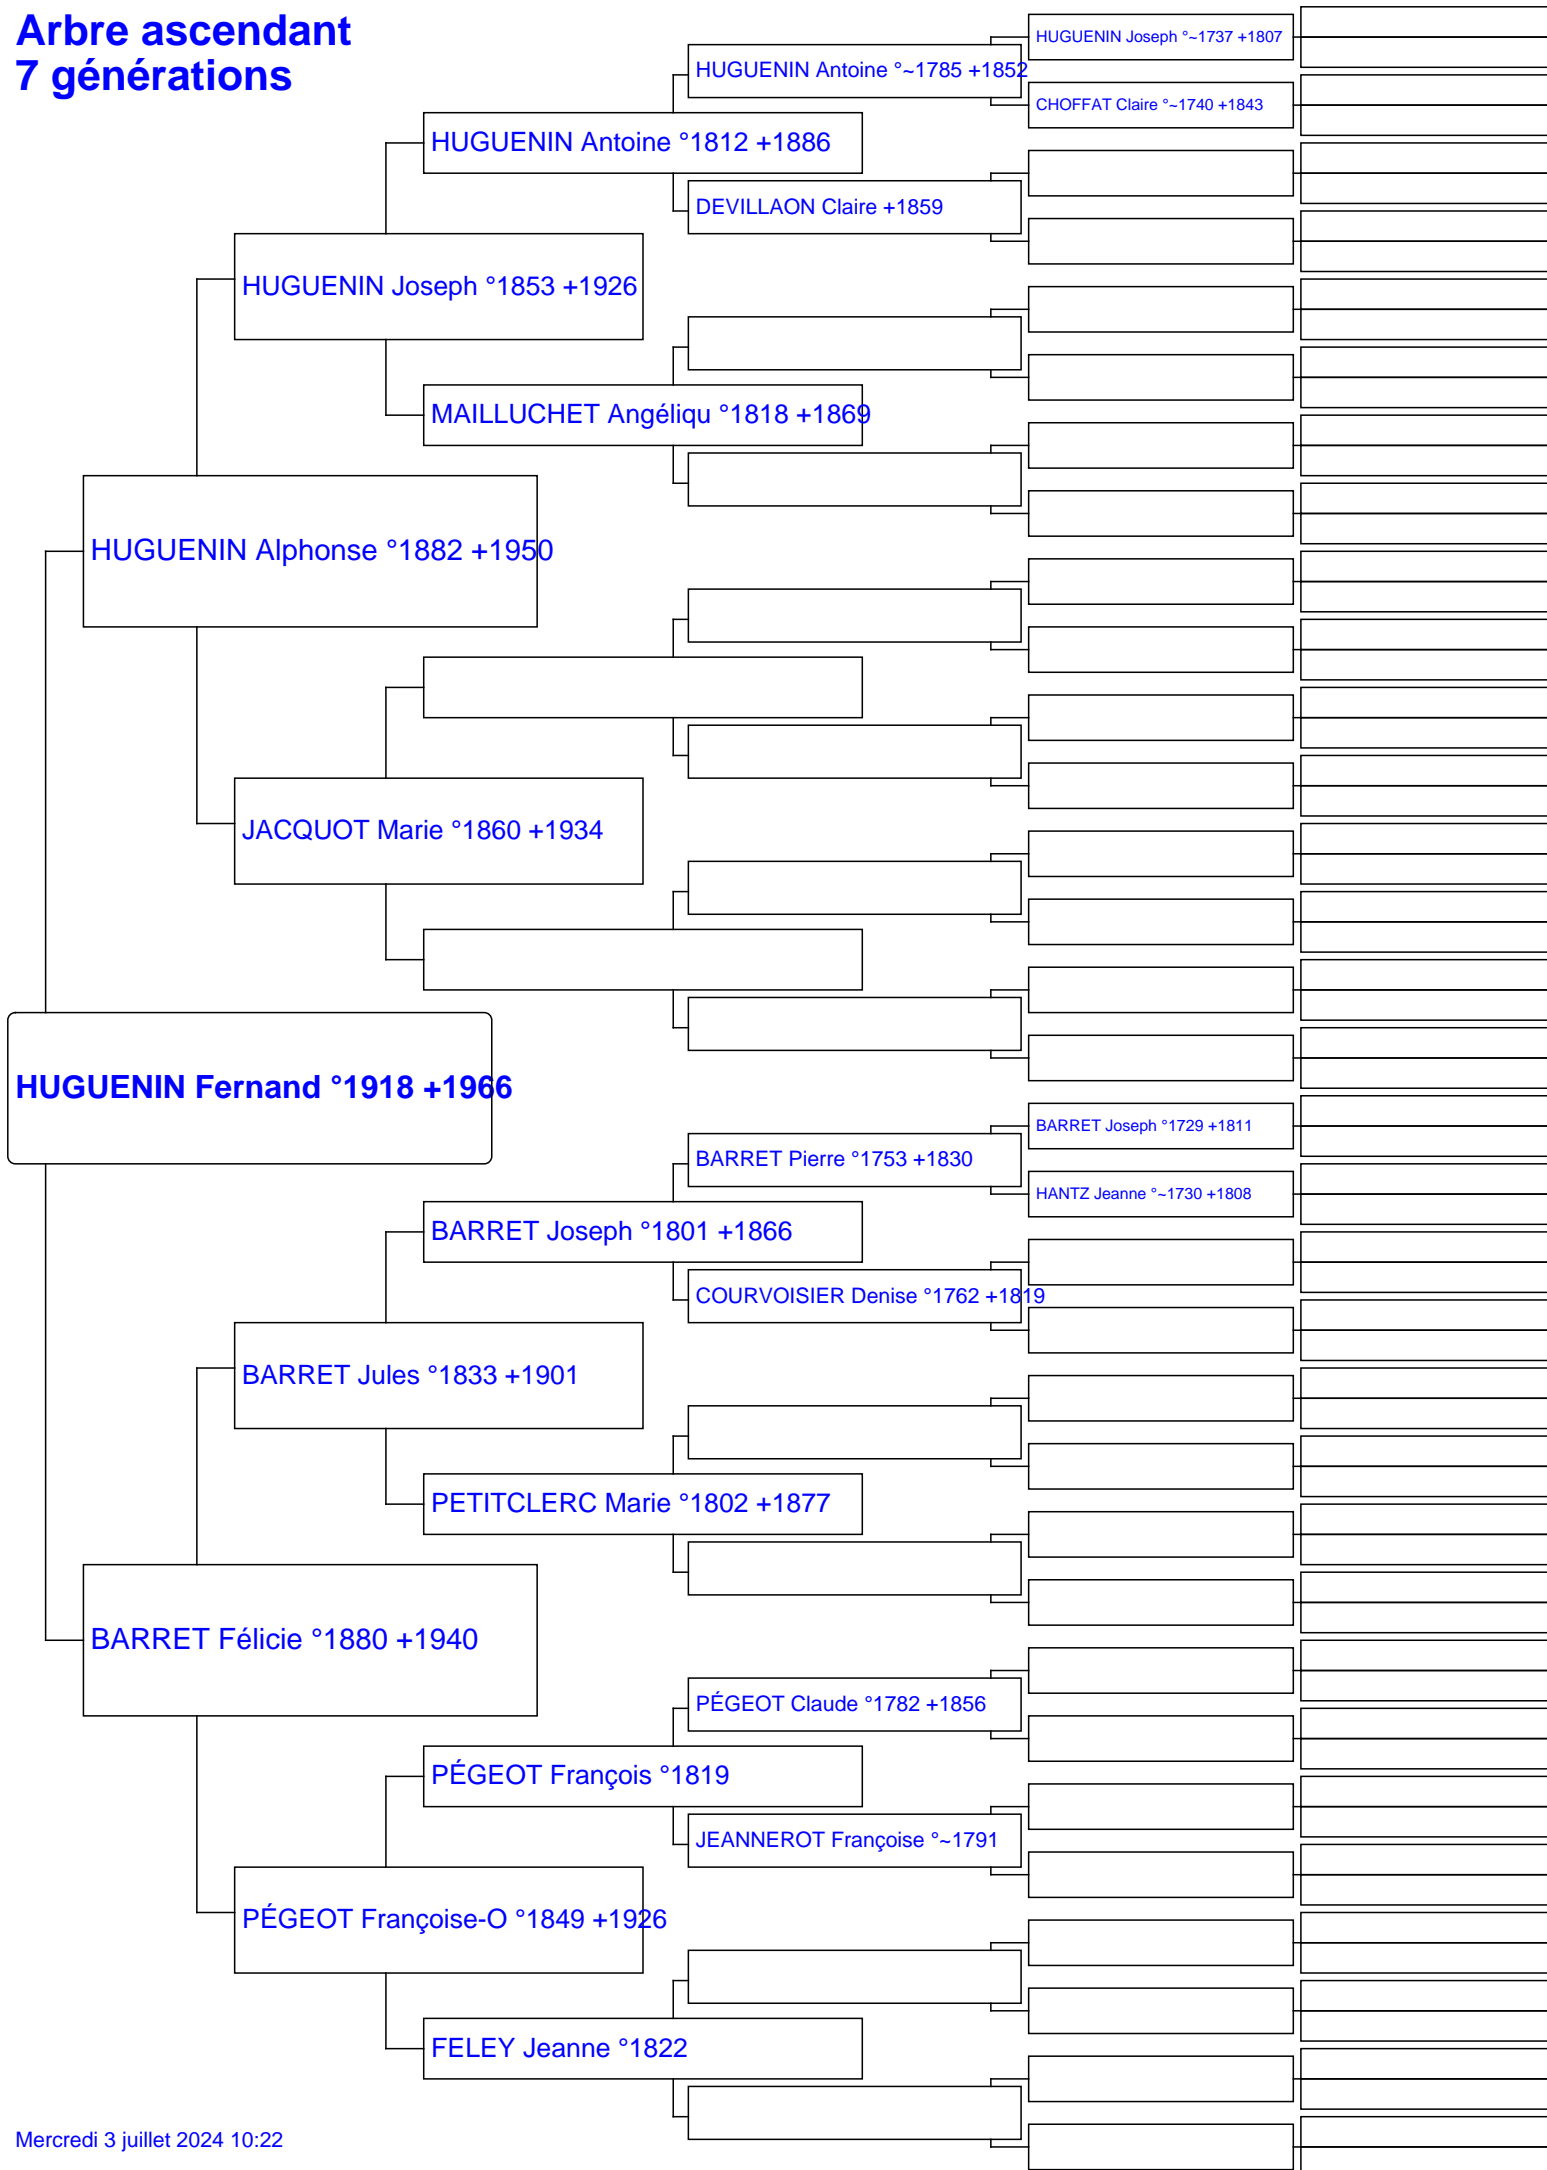 Arbre ascendant
7 générations
HUGUENIN Joseph °~1737 +1807
HUGUENIN Antoine °~1785 +1852
CHOFFAT Claire °~1740 +1843
HUGUENIN Antoine °1812 +1886
DEVILLAON Claire +1859
HUGUENIN Joseph °1853 +1926
MAILLUCHET Angéliqu °1818 +1869
HUGUENIN Alphonse °1882 +1950
JACQUOT Marie °1860 +1934
HUGUENIN Fernand °1918 +1966
BARRET Joseph °1729 +1811
BARRET Pierre °1753 +1830
HANTZ Jeanne °~1730 +1808
BARRET Joseph °1801 +1866
COURVOISIER Denise °1762 +1819
BARRET Jules °1833 +1901
PETITCLERC Marie °1802 +1877
BARRET Félicie °1880 +1940
PÉGEOT Claude °1782 +1856
PÉGEOT François °1819
JEANNEROT Françoise °~1791
PÉGEOT Françoise-O °1849 +1926
FELEY Jeanne °1822
Mercredi 3 juillet 2024 10:22